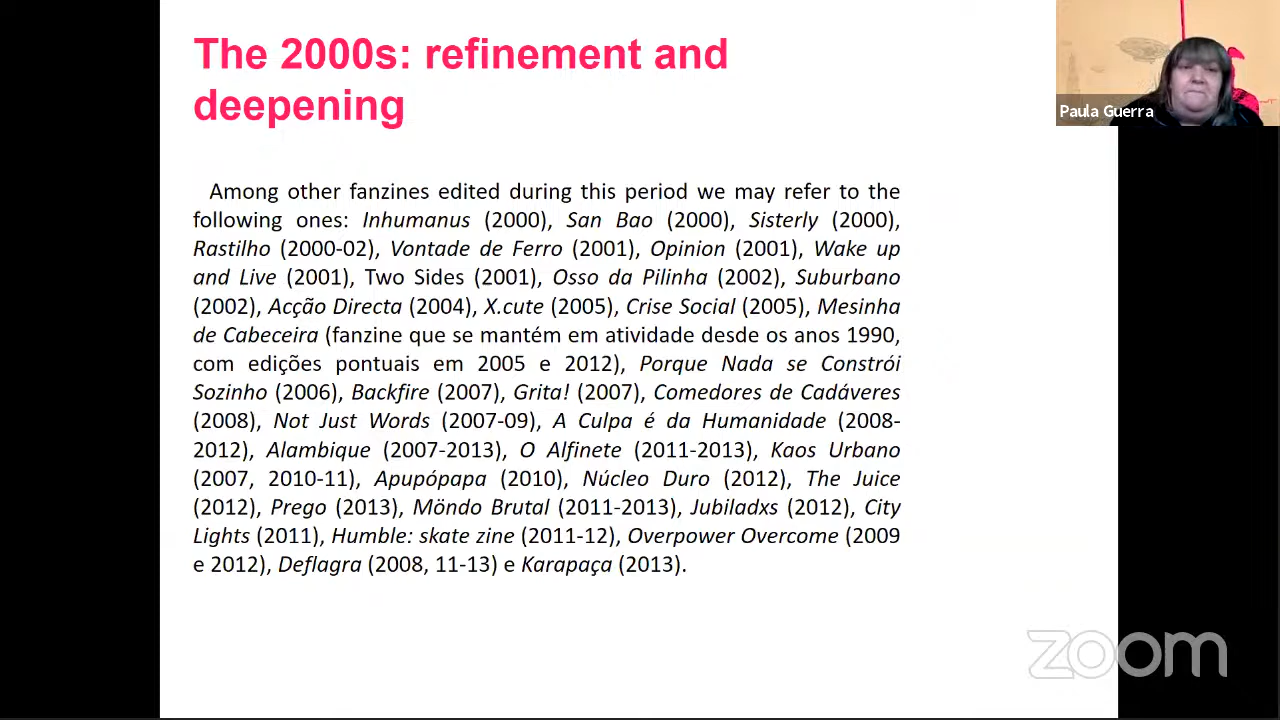 The 2000s: refinement and
deepening
Paula Guerra
Among other fanzines edited during this period we may refer to the
following ones: Inhumanus (2000), San Bao (2000), Sisterly (2000),
Rastilho (2000-02), Vontade de Ferro (2001), Opinion (2001), Wake up
and Live (2001), Two Sides (2001), Osso da Pilinha (2002), Suburbano
(2002), Acção Directa (2004), X.cute (2005), Crise Social (2005), Mesinha
de Cabeceira (fanzine que se mantém em atividade desde os anos 1990,
com edições pontuais em 2005 e 2012), Porque Nada se Constrói
Sozinho (2006), Backfire (2007), Grita! (2007), Comedores de Cadáveres
(2008), Not Just Words (2007-09), A Culpa é da Humanidade (2008-
2012), Alambique (2007-2013), O Alfinete (2011-2013), Kaos Urbano
(2007, 2010-11), Apupópapa (2010), Núcleo Duro (2012), The Juice
(2012), Prego (2013), Möndo Brutal (2011-2013), Jubiladxs (2012), City
Lights (2011), Humble: skate zine (2011-12), Overpower Overcome (2009
e 2012), Deflagra (2008, 11-13) e Karapaça (2013).
zoom